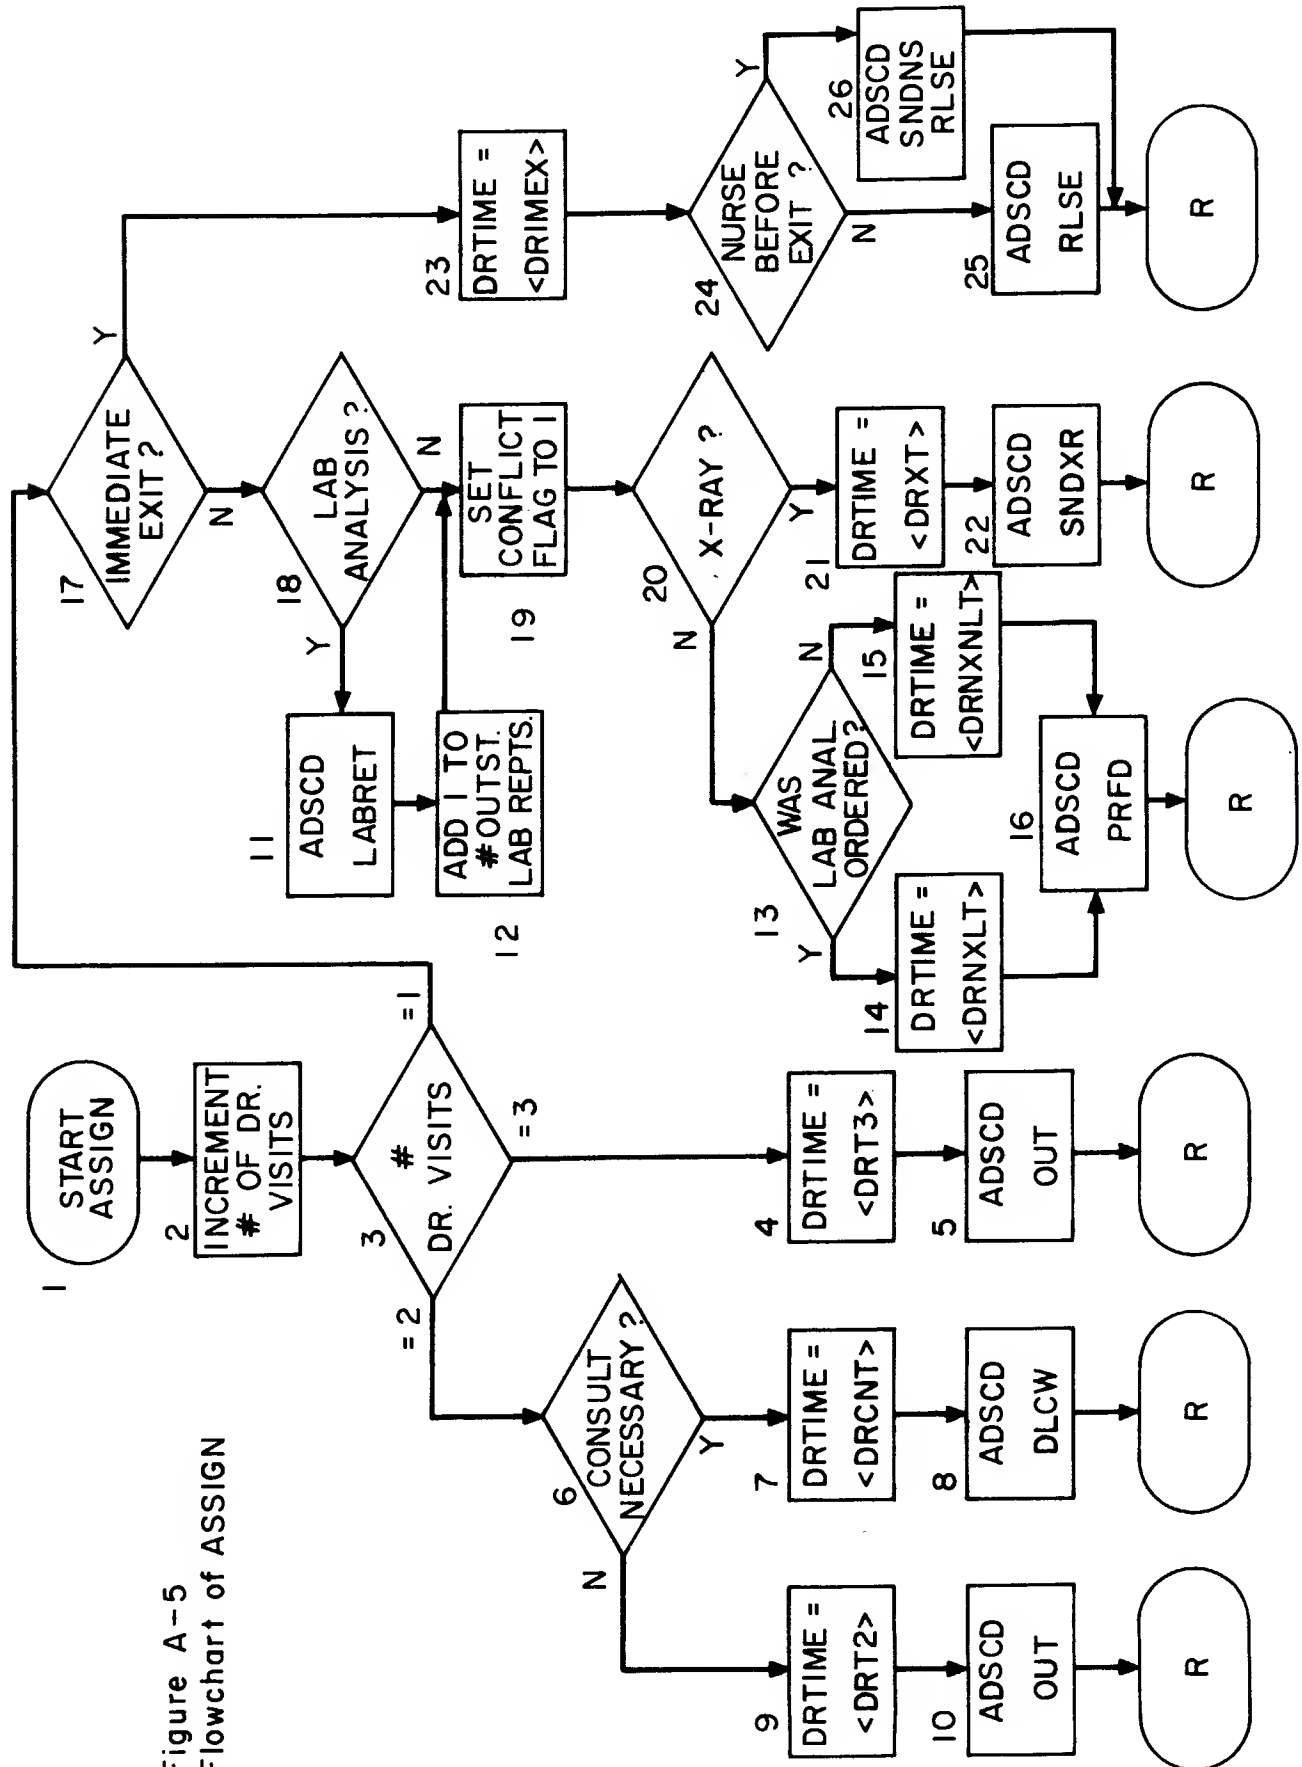 Figure A-5
Flowchart of ASSIGN
1
START
ASSIGN
2
INCREMENT
# OF DR.
VISITS
3
#
DR. VISITS
=1
=2
=3
4
DRTIME =
<DRT3>
5
ADSCD
OUT
R
6
CONSULT
NECESSARY ?
N
Y
7
DRTIME =
<DRCNT>
8
ADSCD
DLCW
R
9
DRTIME =
<DRT2>
10
ADSCD
OUT
R
17
IMMEDIATE
EXIT ?
Y
N
18
LAB
ANALYSIS ?
Y
N
11
ADSCD
LABRET
12
ADD 1 TO
# OUTST.
LAB REPTS.
19
SET
CONFLICT
FLAG TO 1
20
X-RAY ?
N
Y
13
WAS
LAB ANAL.
ORDERED?
Y
N
14
DRTIME =
<DRNXLT>
15
DRTIME =
<DRNXNLT>
16
ADSCD
PRFD
R
21
DRTIME =
<DRXT>
22
ADSCD
SNDXR
R
23
DRTIME =
<DRIMEX>
24
NURSE
BEFORE
EXIT ?
Y
N
26
ADSCD
SNDNS
RLSE
25
ADSCD
RLSE
R